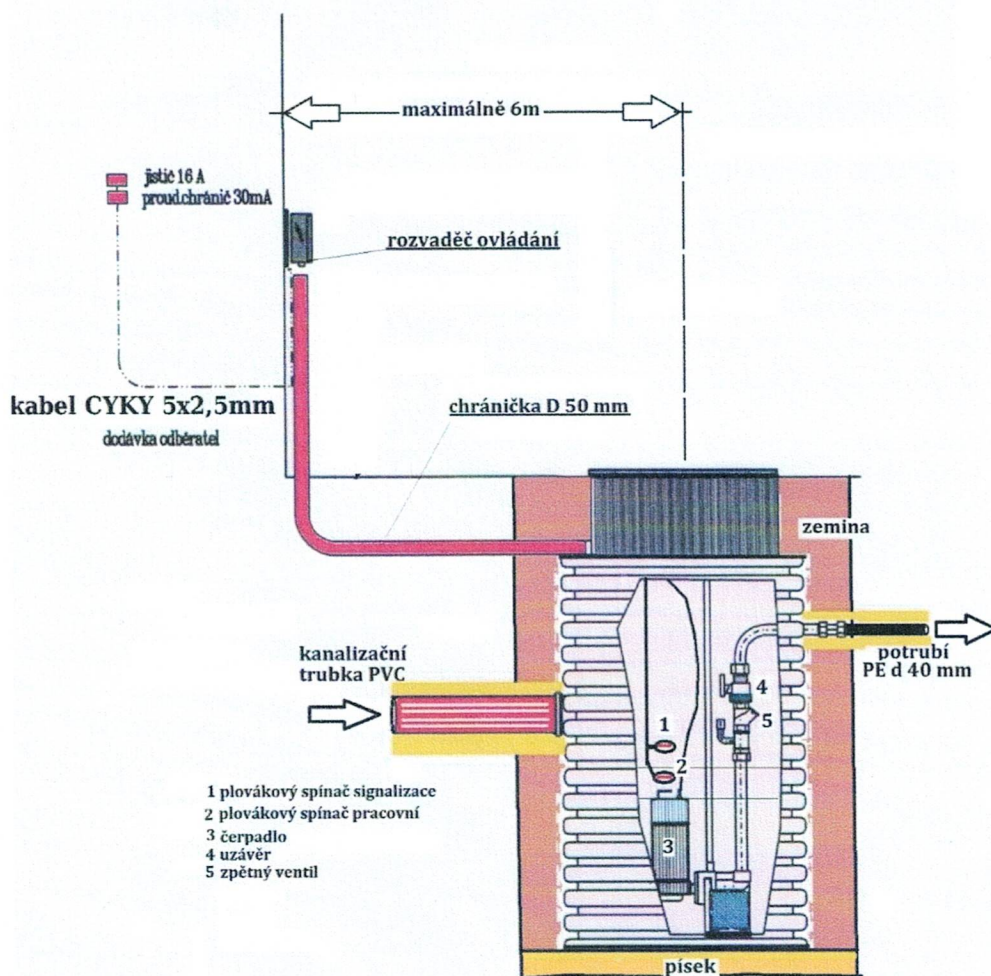 maximálně 6m
jistič 16 A
proud.chránič 30mA
rozvaděč ovládání
kabel CYKY 5x2,5mm
dodávka odběratel
chránička D 50 mm
zemina
kanalizační
trubka PVC
potrubí
PE d 40 mm
4
5
1
2
3
1 plovákový spínač signalizace
2 plovákový spínač pracovní
3 čerpadlo
4 uzávěr
5 zpětný ventil
písek